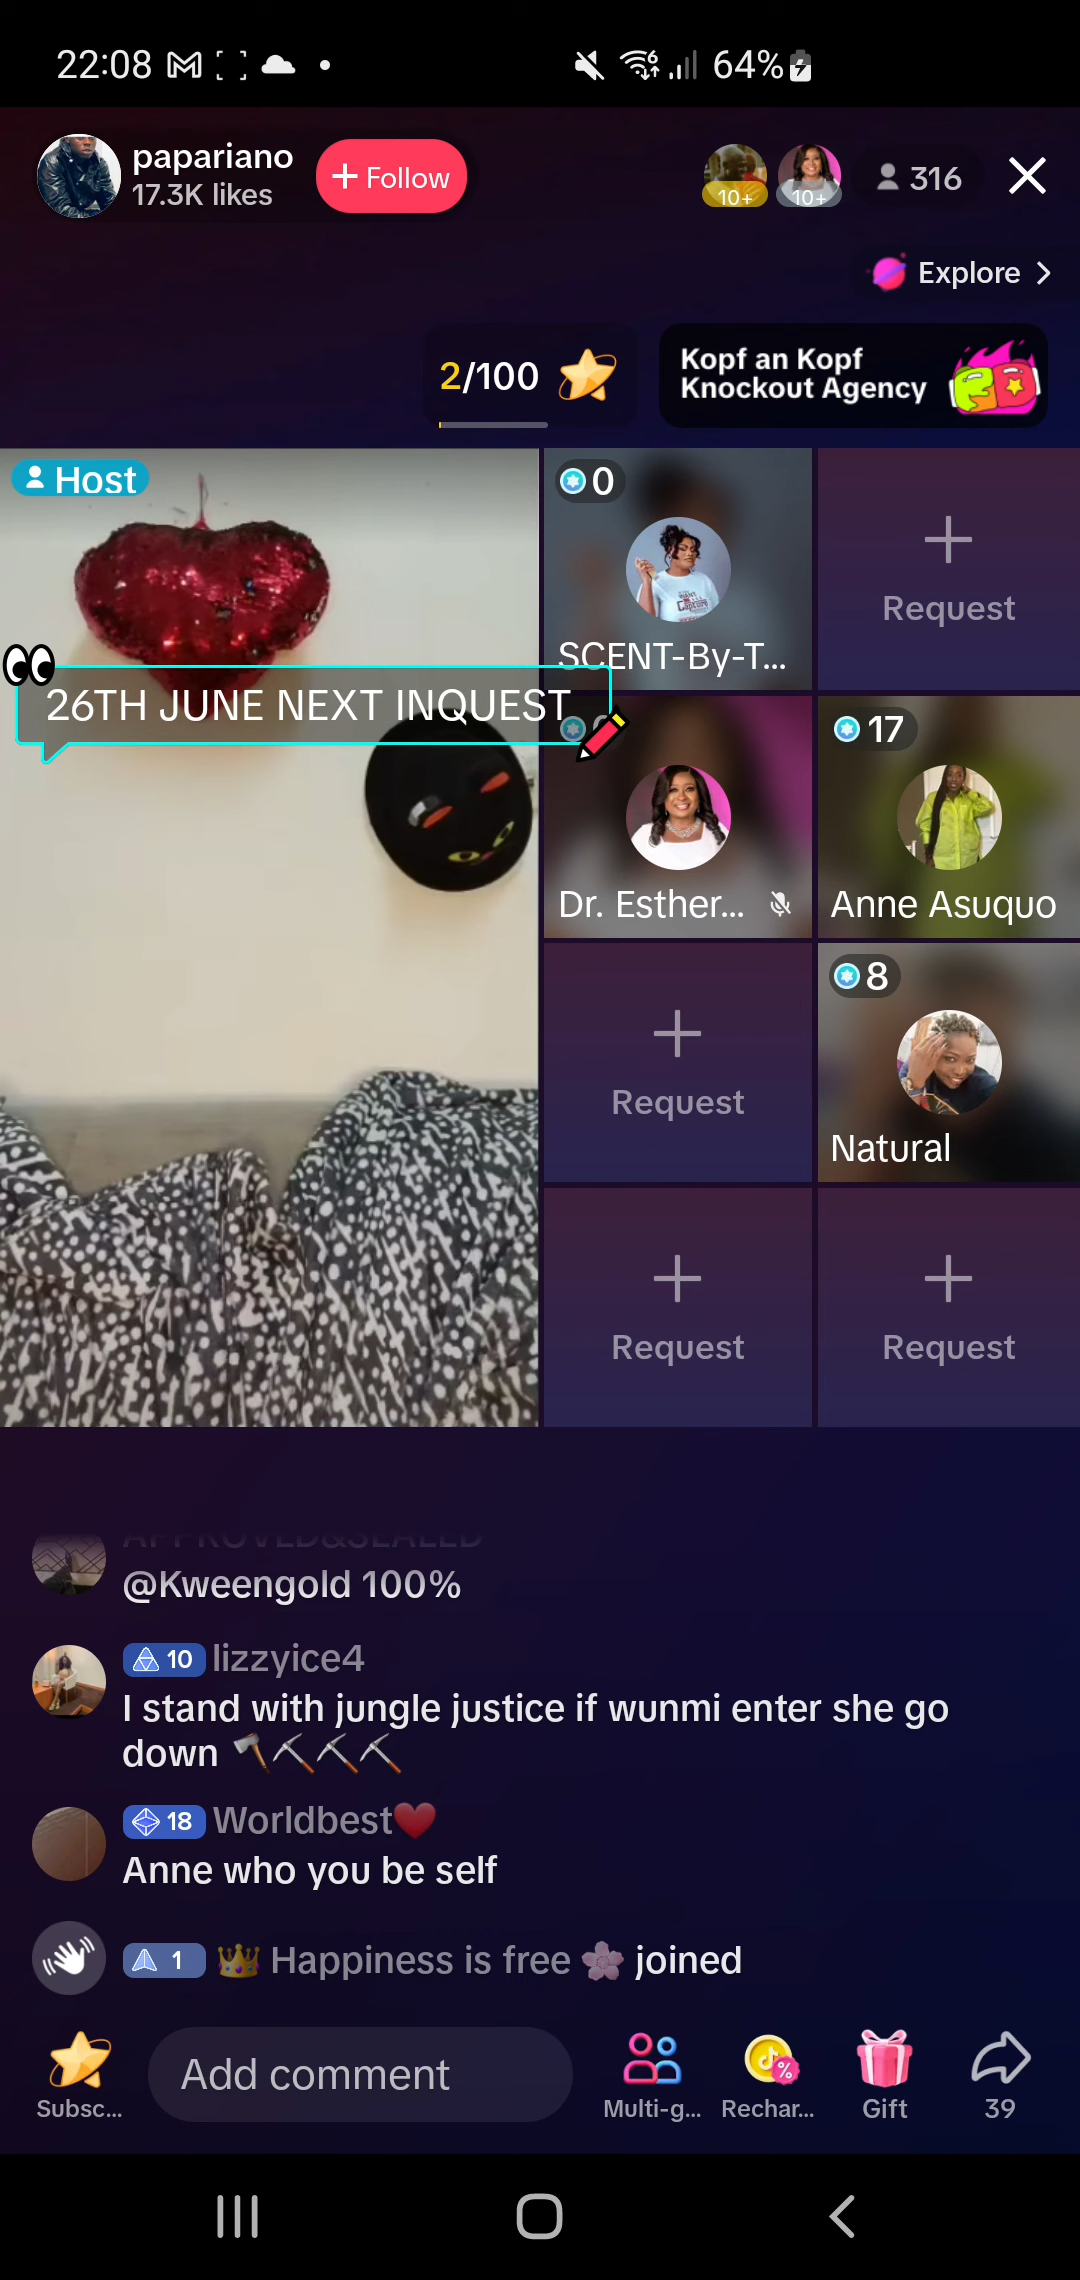 22:08
64%
papariano
17.3K likes
+ Follow
10+
10+
316
Explore
2/100
Kopf an Kopf
Knockout Agency
Host
0
SCENT-By-T...
Request
26TH JUNE NEXT INQUEST
Dr. Esther...
17
Anne Asuquo
Request
8
Natural
Request
Request
APPROVED&SEALED
@Kweengold 100%
10 lizzyice4
I stand with jungle justice if wunmi enter she go
down
18 Worldbest
Anne who you be self
1 Happiness is free joined
Subsc...
Add comment
Multi-g...
Rechar...
Gift
39